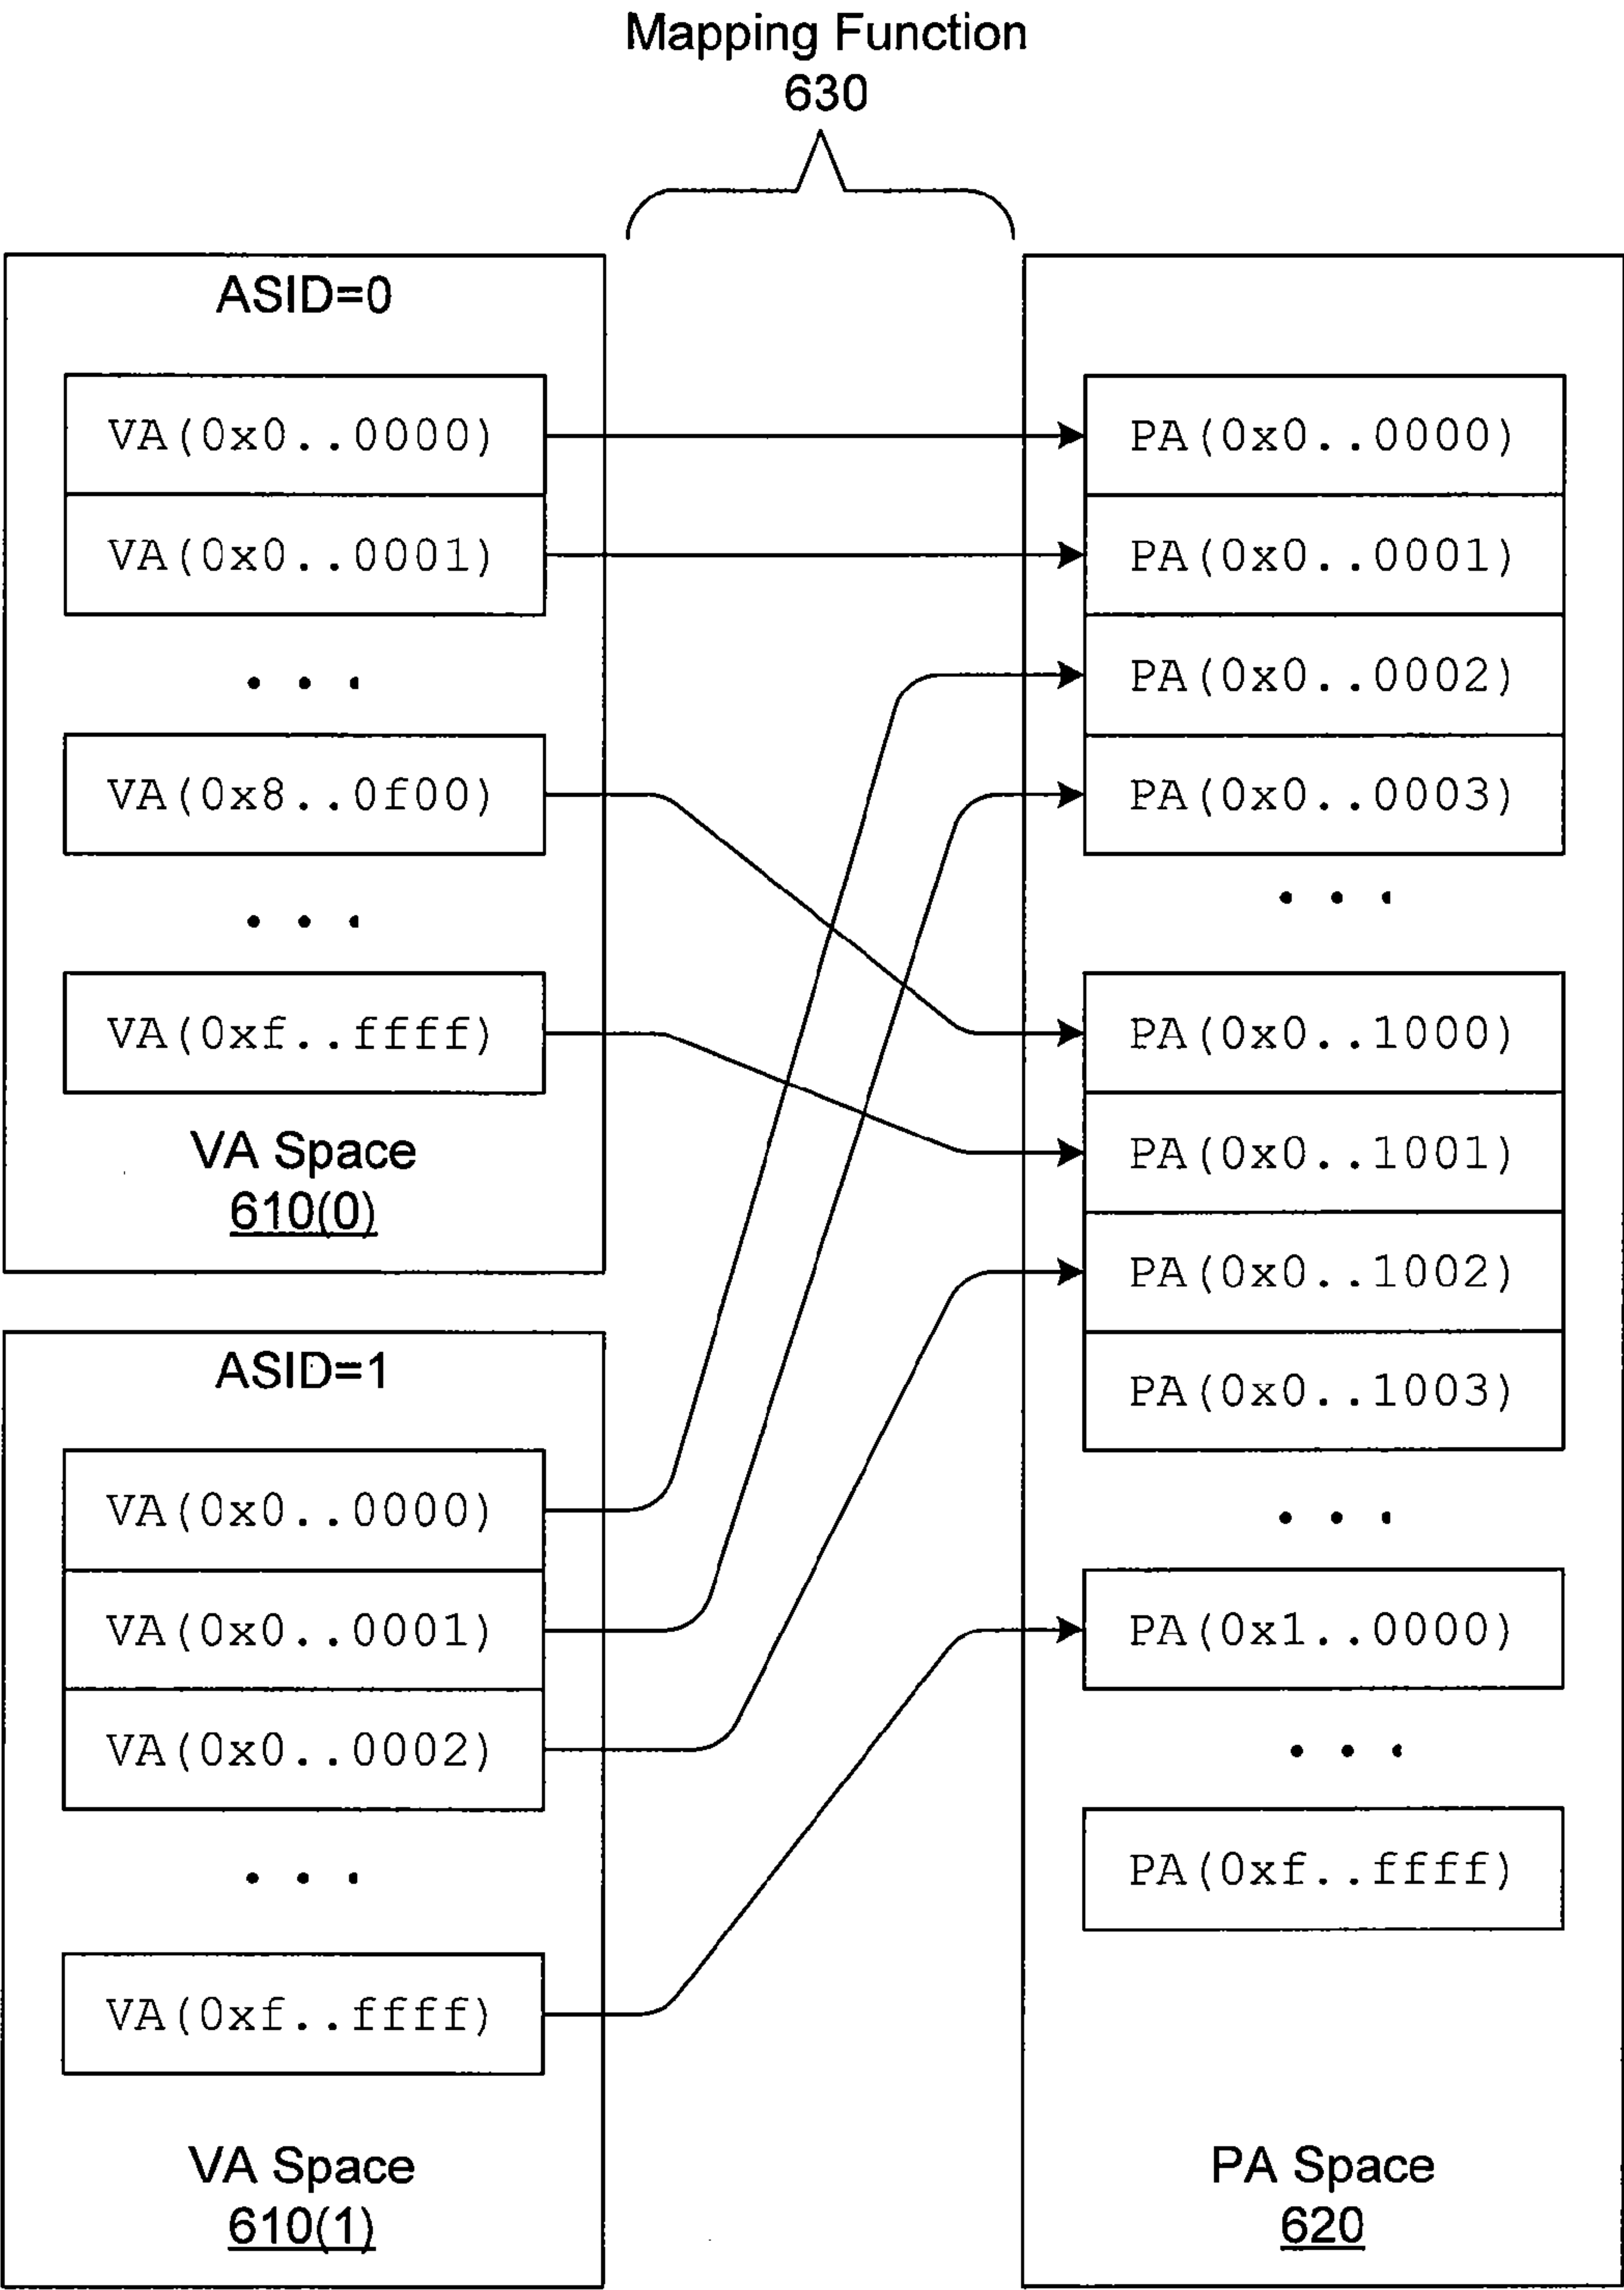 Mapping Function
630
ASID=0
VA(0x0..0000)
VA(0x0..0001)
. . .
VA(0x8..0f00)
. . .
VA(0xf..ffff)
VA Space
610(0)
ASID=1
VA(0x0..0000)
VA(0x0..0001)
VA(0x0..0002)
. . .
VA(0xf..ffff)
VA Space
610(1)
PA(0x0..0000)
PA(0x0..0001)
PA(0x0..0002)
PA(0x0..0003)
. . .
PA(0x0..1000)
PA(0x0..1001)
PA(0x0..1002)
PA(0x0..1003)
. . .
PA(0x1..0000)
. . .
PA(0xf..ffff)
PA Space
620